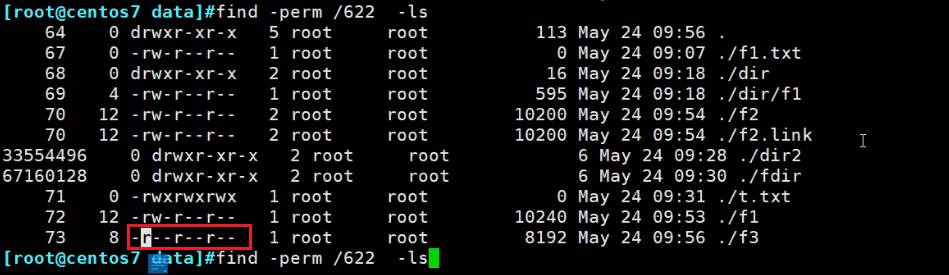 [root@centos7 data]#find -perm /622  -ls
    64    0 drwxr-xr-x   5 root     root          113 May 24 09:56 .
    67    0 -rw-r--r--   1 root     root            0 May 24 09:07 ./f1.txt
    68    0 drwxr-xr-x   2 root     root           16 May 24 09:18 ./dir
    69    4 -rw-r--r--   1 root     root          595 May 24 09:18 ./dir/f1
    70   12 -rw-r--r--   2 root     root        10200 May 24 09:54 ./f2
    70   12 -rw-r--r--   2 root     root        10200 May 24 09:54 ./f2.link
33554496    0 drwxr-xr-x   2 root     root            6 May 24 09:28 ./dir2
67160128    0 drwxr-xr-x   2 root     root            6 May 24 09:30 ./fdir
    71    0 -rwxrwxrwx   1 root     root            0 May 24 09:31 ./t.txt
    72   12 -rw-r--r--   1 root     root        10240 May 24 09:53 ./f1
    73    8 -r--r--r--   1 root     root         8192 May 24 09:56 ./f3
[root@centos7 data]#find -perm /622  -ls